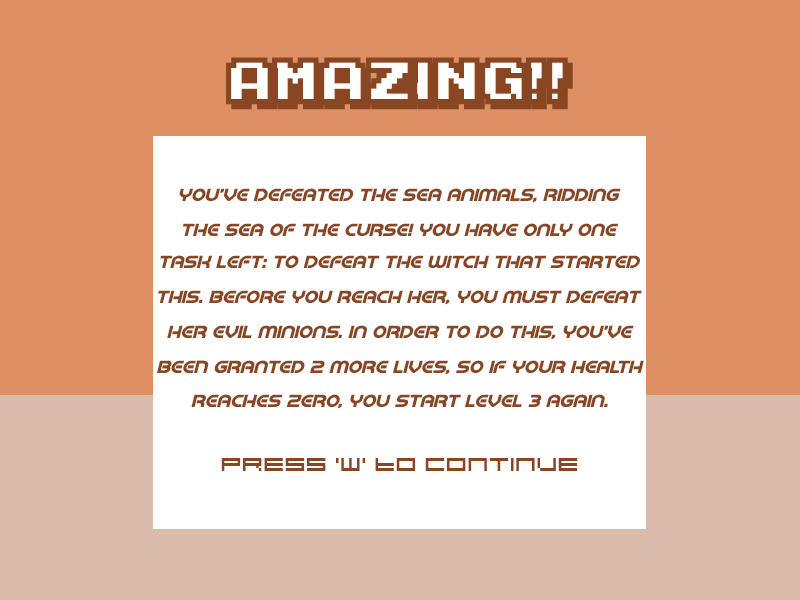 AMAZING!!
YOU'VE DEFEATED THE SEA ANIMALS, RIDDING
THE SEA OF THE CURSE! YOU HAVE ONLY ONE
TASK LEFT: TO DEFEAT THE WITCH THAT STARTED
THIS. BEFORE YOU REACH HER, YOU MUST DEFEAT
HER EVIL MINIONS. IN ORDER TO DO THIS, YOU'VE
BEEN GRANTED 2 MORE LIVES, SO IF YOUR HEALTH
REACHES ZERO, YOU START LEVEL 3 AGAIN.
PRESS 'W' to CONTINUE